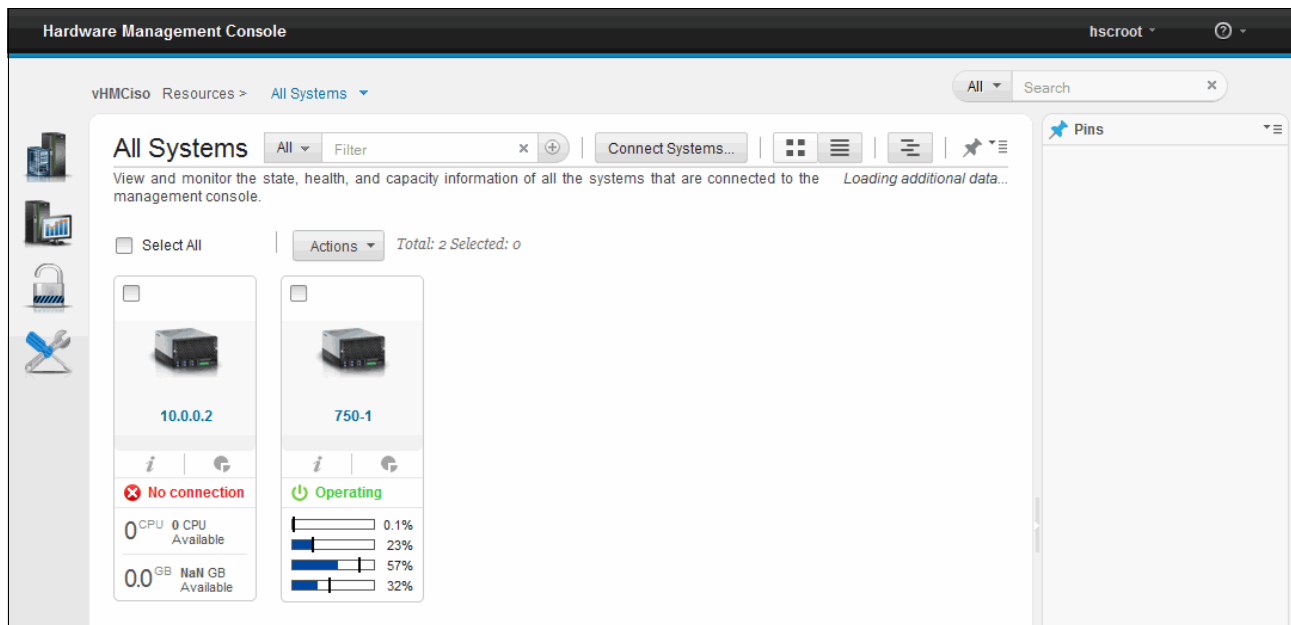 Hardware Management Console hscroot
vHMCiso Resources > All Systems All Search
All Systems All Filter Connect Systems... Pins
View and monitor the state, health, and capacity information of all the systems that are connected to the Loading additional data...
management console.
Select All Actions Total: 2 Selected: 0
10.0.0.2 750-1
No connection Operating
0 CPU 0 CPU 0.1%
Available 23%
0.0 GB NaN GB 57%
Available 32%